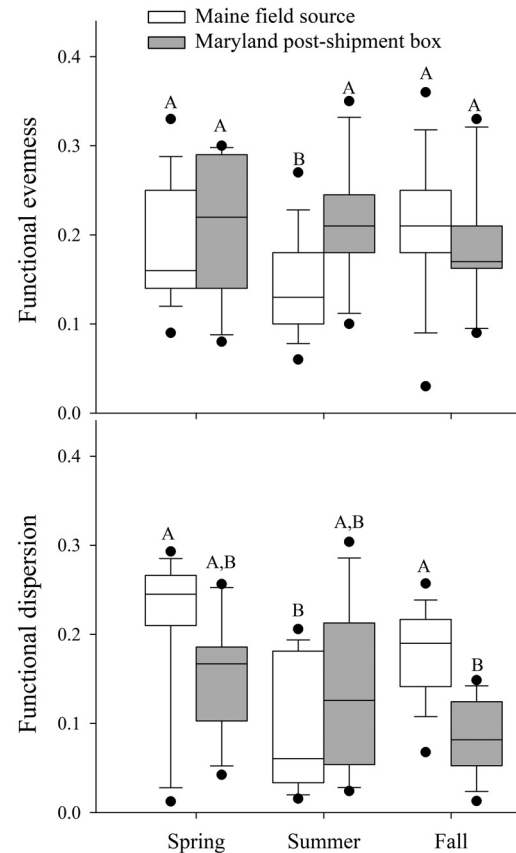 Maine field source
Maryland post-shipment box
Functional evenness
0.4
0.3
0.2
0.1
0.0
A
A
B
A
A
A
Functional dispersion
0.4
0.3
0.2
0.1
0.0
A
A,B
B
A,B
A
B
Spring
Summer
Fall